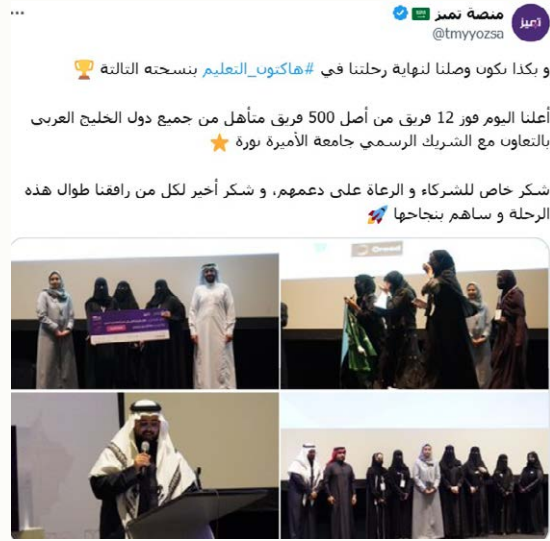 منصة تميز
تميز
@tmyyozsa
و بكذا نكون وصلنا لنهاية رحلتنا في #هاكثون_التعليم بنسخته الثالثة
أعلنا اليوم فوز 12 فريق من أصل 500 فريق متأهل من جميع دول الخليج العربي
بالتعاون مع الشريك الرسمي جامعة الأميرة نورة
شكر خاص للشركاء و الرعاة على دعمهم، و شكر أخير لكل من رافقنا طوال هذه
الرحلة و ساهم بنجاحها